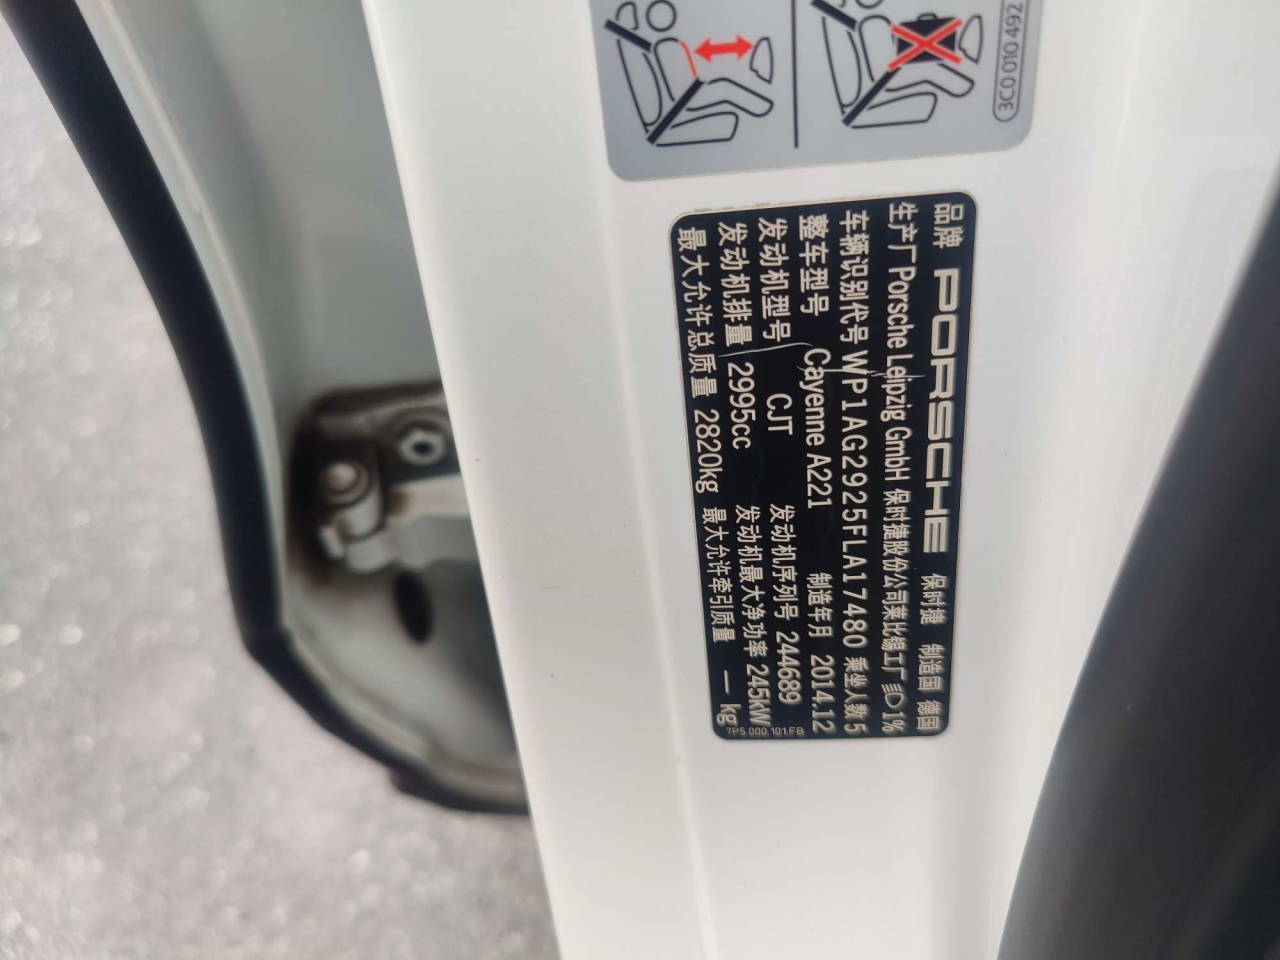 3C0 010 492
品牌 PORSCHE 保时捷 制造国 德国
生产厂 Porsche Leipzig GmbH 保时捷股份公司莱比锡工厂 1%
车辆识别代号 WP1AG2925FLA17480 乘坐人数 5
整车型号 Cayenne A221 制造年月 2014.12
发动机型号 CJT 发动机序列号 244689
发动机排量 2995cc 发动机最大净功率 245kW
最大允许总质量 2820kg 最大允许牵引质量 — kg
7P5.000.101.FB